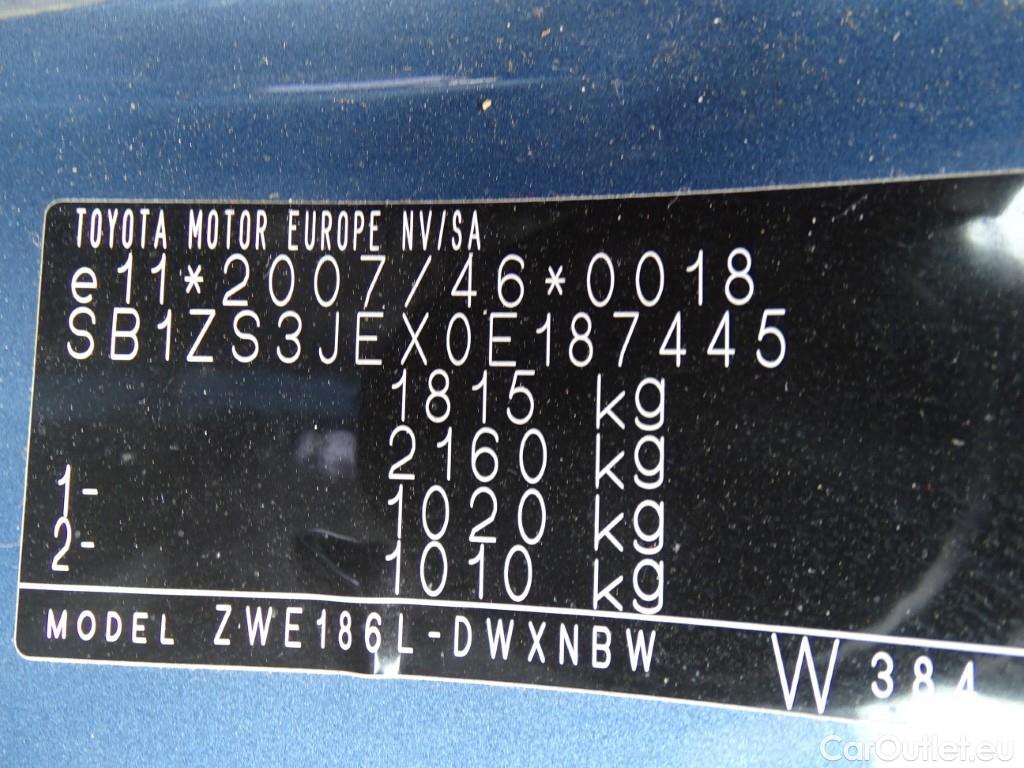 TOYOTA MOTOR EUROPE NV/SA
e11*2007/46*0018
SB1ZS3JEX0E187445
1815 kg
2160 kg
1- 1020 kg
2- 1010 kg
MODEL ZWE186L-DWXNBW
W 384
CarOutlet.eu